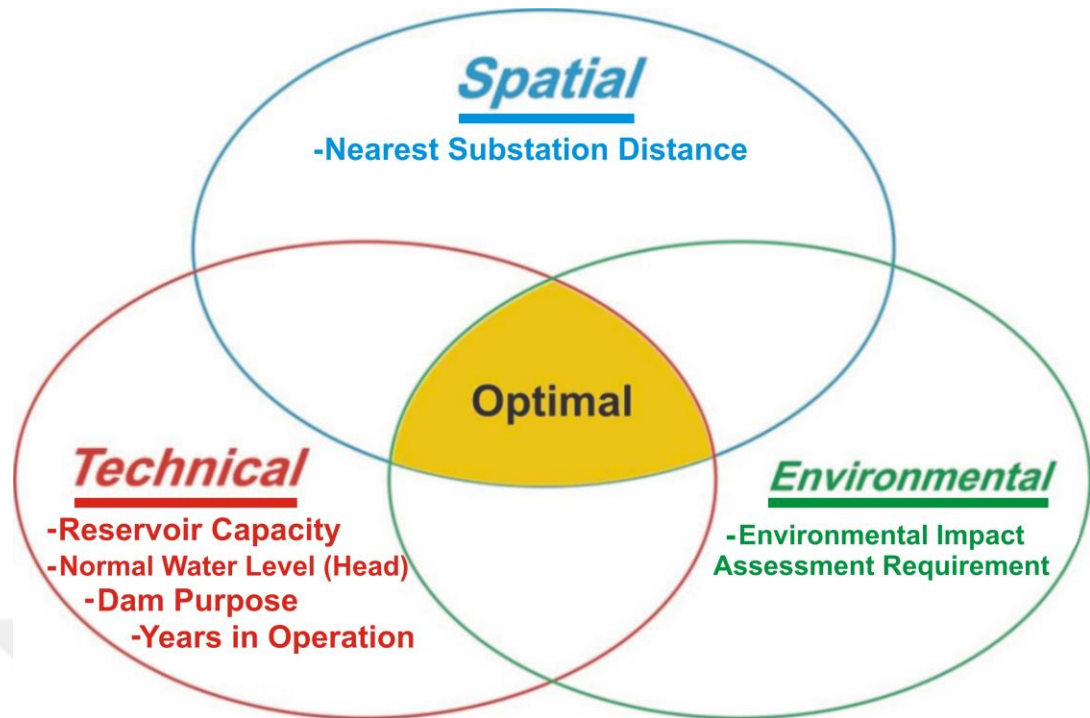 Spatial
-Nearest Substation Distance
Optimal
Technical
-Reservoir Capacity
-Normal Water Level (Head)
-Dam Purpose
-Years in Operation
Environmental
-Environmental Impact
Assessment Requirement